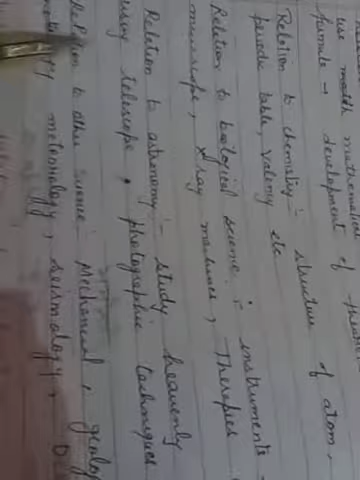 use math mathematical
formula → development of
Relation to chemistry :- structure of atom,
periodic table, valency etc
Relation to biological science :- instruments -
microscope, x ray machines, Therapies
Relation to astronomy :- study heavenly
using telescope, photographic techniques
Relation to other science : Mechanical, geology
meteorology, seismology,